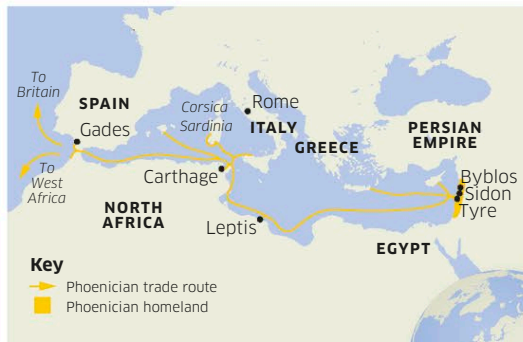 To
Britain
SPAIN
Gades
Corsica
Sardinia
Rome
ITALY
GREECE
PERSIAN
EMPIRE
Byblos
Sidon
Tyre
To
West
Africa
Carthage
NORTH
AFRICA
Leptis
EGYPT
Key
Phoenician trade route
Phoenician homeland